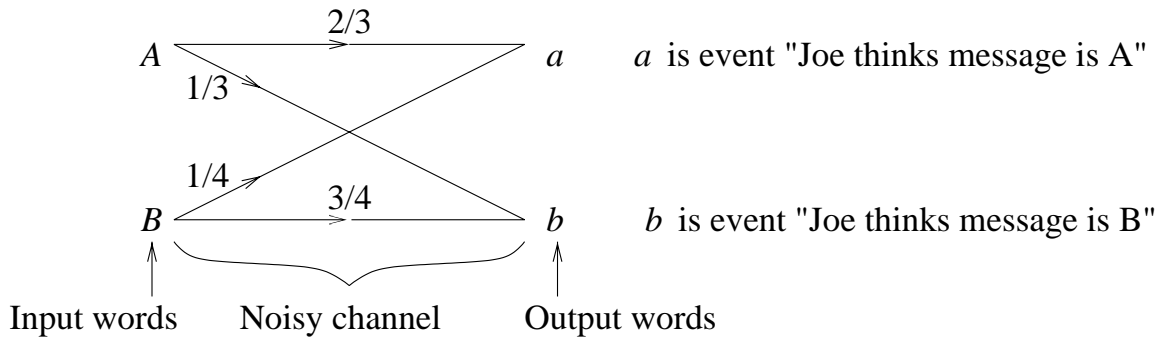 2/3
A a a is event "Joe thinks message is A"
1/3
1/4
3/4
B b b is event "Joe thinks message is B"
Input words Noisy channel Output words